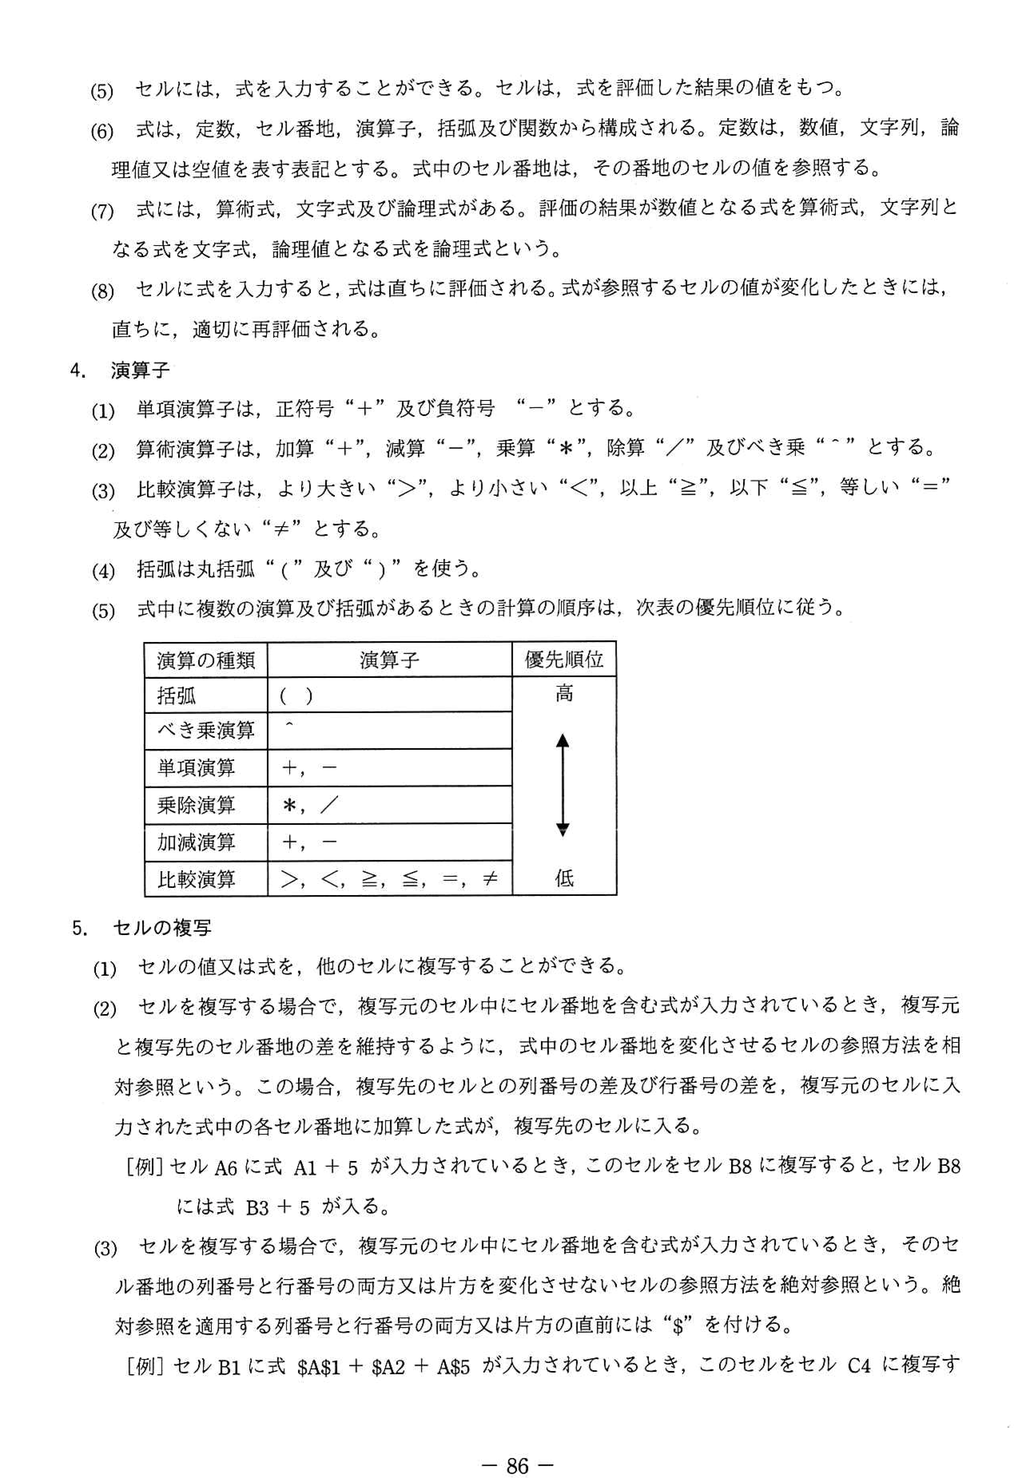 (5) セルには，式を入力することができる。セルは，式を評価した結果の値をもつ。
(6) 式は，定数，セル番地，演算子，括弧及び関数から構成される。定数は，数値，文字列，論
理値又は空値を表す表記とする。式中のセル番地は，その番地のセルの値を参照する。
(7) 式には，算術式，文字式及び論理式がある。評価の結果が数値となる式を算術式，文字列と
なる式を文字式，論理値となる式を論理式という。
(8) セルに式を入力すると，式は直ちに評価される。式が参照するセルの値が変化したときには，
直ちに，適切に再評価される。
4. 演算子
(1) 単項演算子は，正符号 “＋” 及び負符号 “－” とする。
(2) 算術演算子は，加算 “＋”，減算 “－”，乗算 “＊”，除算 “／” 及びべき乗 “＾” とする。
(3) 比較演算子は，より大きい “＞”，より小さい “＜”，以上 “≧”，以下 “≦”，等しい “＝”
及び等しくない “≠” とする。
(4) 括弧は丸括弧 “(” 及び “)” を使う。
(5) 式中に複数の演算及び括弧があるときの計算の順序は，次表の優先順位に従う。
演算の種類 演算子 優先順位
括弧 ( ) 高
べき乗演算 ＾
単項演算 ＋，－
乗除演算 ＊，／
加減演算 ＋，－
比較演算 ＞，＜，≧，≦，＝，≠ 低
5. セルの複写
(1) セルの値又は式を，他のセルに複写することができる。
(2) セルを複写する場合で，複写元のセル中にセル番地を含む式が入力されているとき，複写元
と複写先のセル番地の差を維持するように，式中のセル番地を変化させるセルの参照方法を相
対参照という。この場合，複写先のセルとの列番号の差及び行番号の差を，複写元のセルに入
力された式中の各セル番地に加算した式が，複写先のセルに入る。
［例］セル A6 に式 A1 + 5 が入力されているとき，このセルをセル B8 に複写すると，セル B8
には式 B3 + 5 が入る。
(3) セルを複写する場合で，複写元のセル中にセル番地を含む式が入力されているとき，そのセ
ル番地の列番号と行番号の両方又は片方を変化させないセルの参照方法を絶対参照という。絶
対参照を適用する列番号と行番号の両方又は片方の直前には “$” を付ける。
［例］セル B1 に式 $A$1 + $A2 + A$5 が入力されているとき，このセルをセル C4 に複写す
－ 86 －